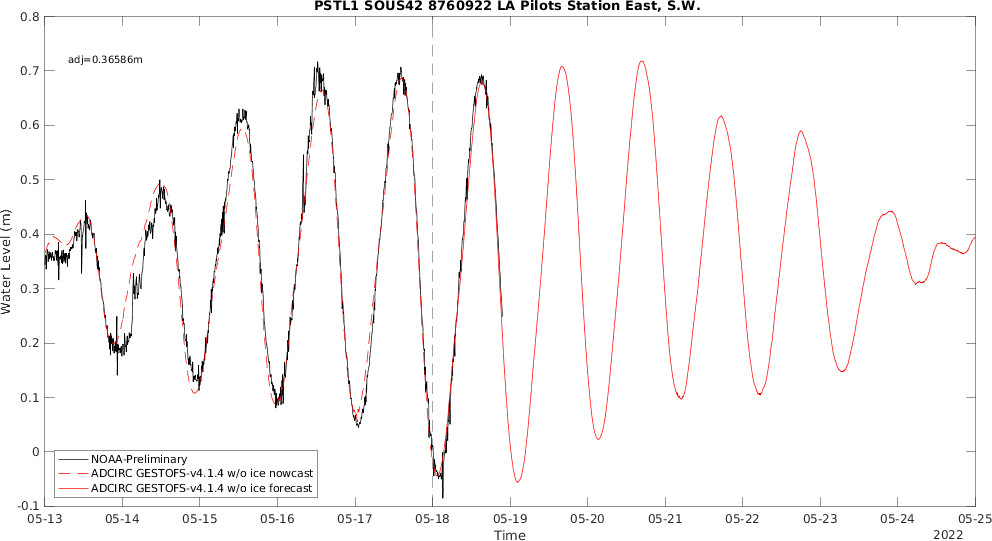 PSTL1 SOUS42 8760922 LA Pilots Station East, S.W.
adj=0.36586m
0.8
0.7
0.6
0.5
0.4
0.3
0.2
0.1
0
-0.1
Water Level (m)
NOAA-Preliminary
ADCIRC GESTOFS-v4.1.4 w/o ice nowcast
ADCIRC GESTOFS-v4.1.4 w/o ice forecast
05-13 05-14 05-15 05-16 05-17 05-18 05-19 05-20 05-21 05-22 05-23 05-24 05-25
Time
2022